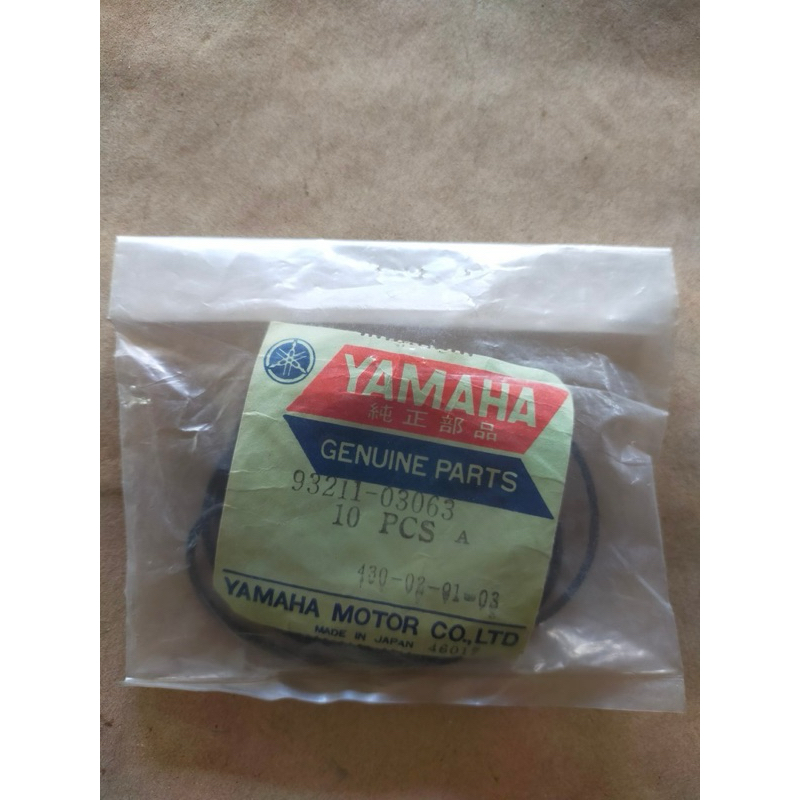 YAMAHA
純正部品
GENUINE PARTS
93211-03063
10 PCS A
430-02-01-03
YAMAHA MOTOR CO.,LTD
MADE IN JAPAN